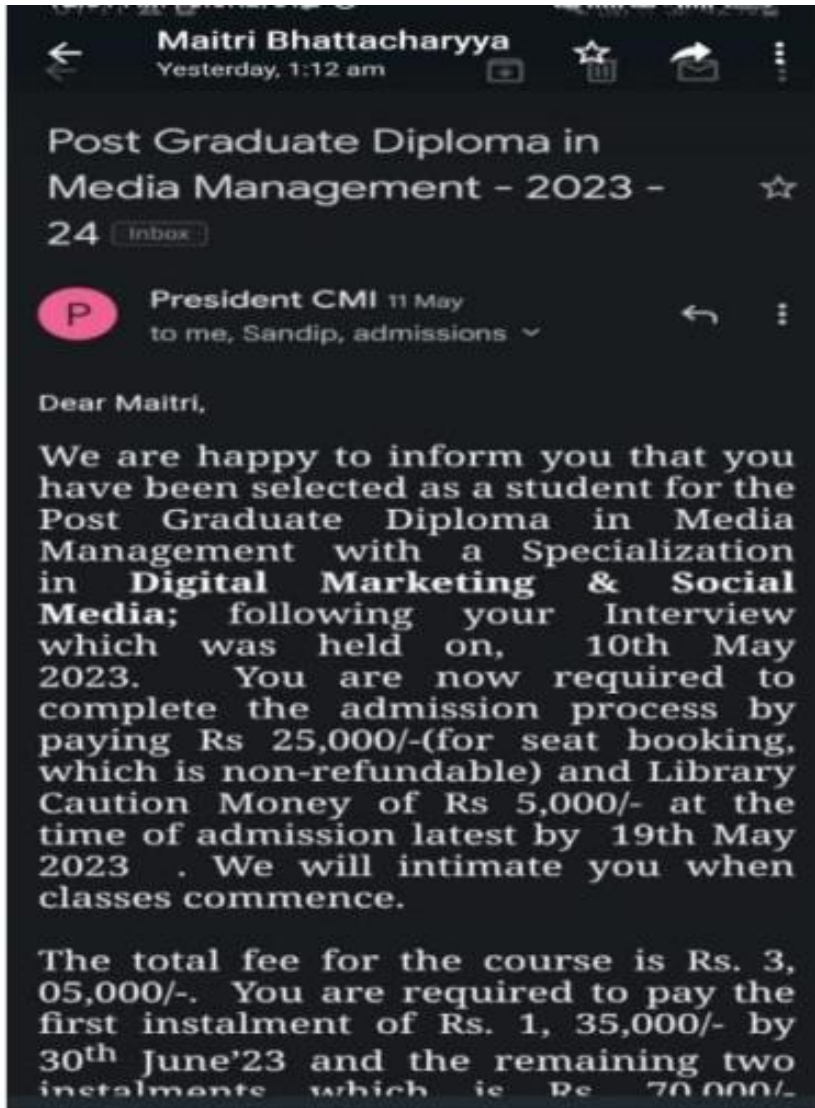 Maitri Bhattacharyya
Yesterday, 1:12 am
Post Graduate Diploma in
Media Management - 2023 -
24 Inbox
P
President CMI 11 May
to me, Sandip, admissions
Dear Maitri,
We are happy to inform you that you
have been selected as a student for the
Post Graduate Diploma in Media
Management with a Specialization
in Digital Marketing & Social
Media; following your Interview
which was held on, 10th May
2023. You are now required to
complete the admission process by
paying Rs 25,000/-(for seat booking,
which is non-refundable) and Library
Caution Money of Rs 5,000/- at the
time of admission latest by 19th May
2023 . We will intimate you when
classes commence.
The total fee for the course is Rs. 3,
05,000/-. You are required to pay the
first instalment of Rs. 1, 35,000/- by
30th June'23 and the remaining two
instalments which is Rs 70,000/-